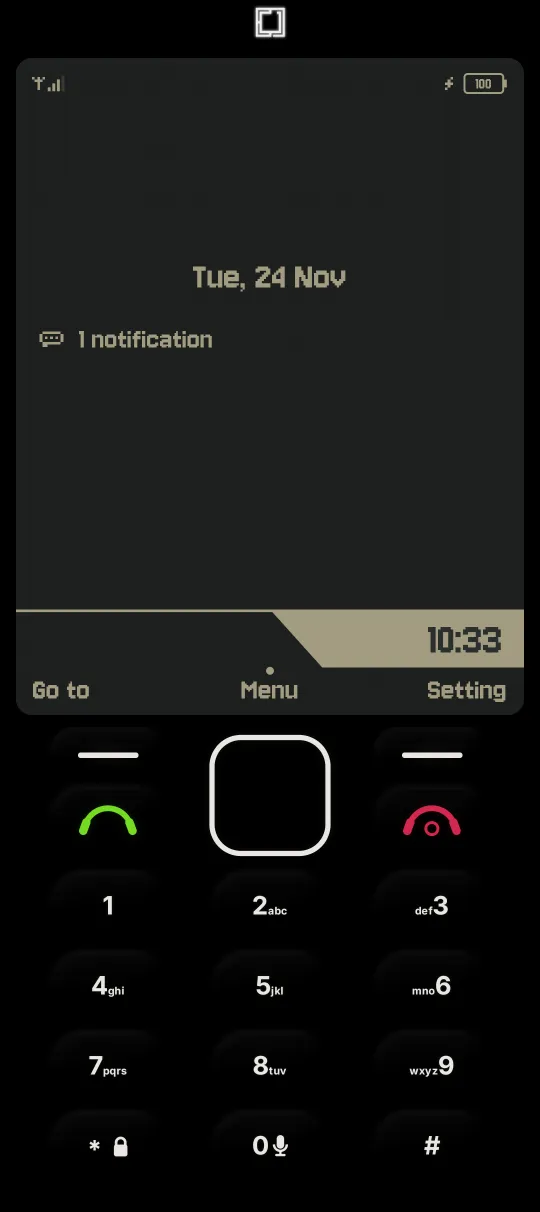 100
Tue, 24 Nov
1 notification
10:33
Go to Menu Setting
1 2abc def3
4ghi 5jkl mno6
7pqrs 8tuv wxyz9
* 0 #